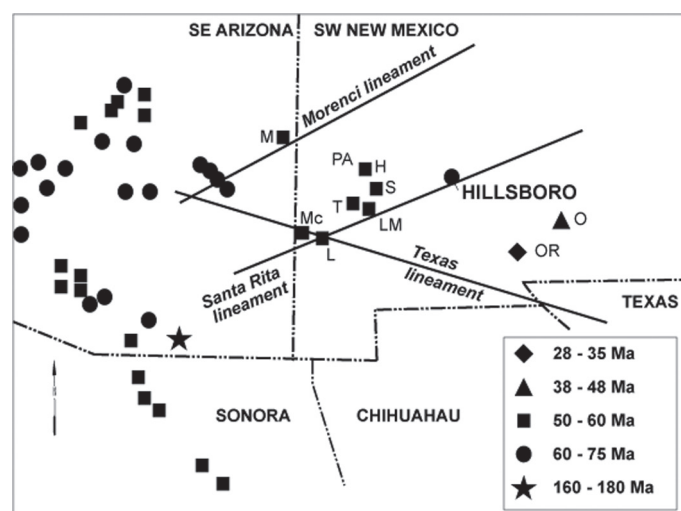 SE ARIZONA
SW NEW MEXICO
Morenci lineament
M
PA
H
S
T
LM
HILLSBORO
Mc
L
O
OR
Santa Rita
lineament
Texas
lineament
TEXAS
SONORA
CHIHUAHAU
28 - 35 Ma
38 - 48 Ma
50 - 60 Ma
60 - 75 Ma
160 - 180 Ma